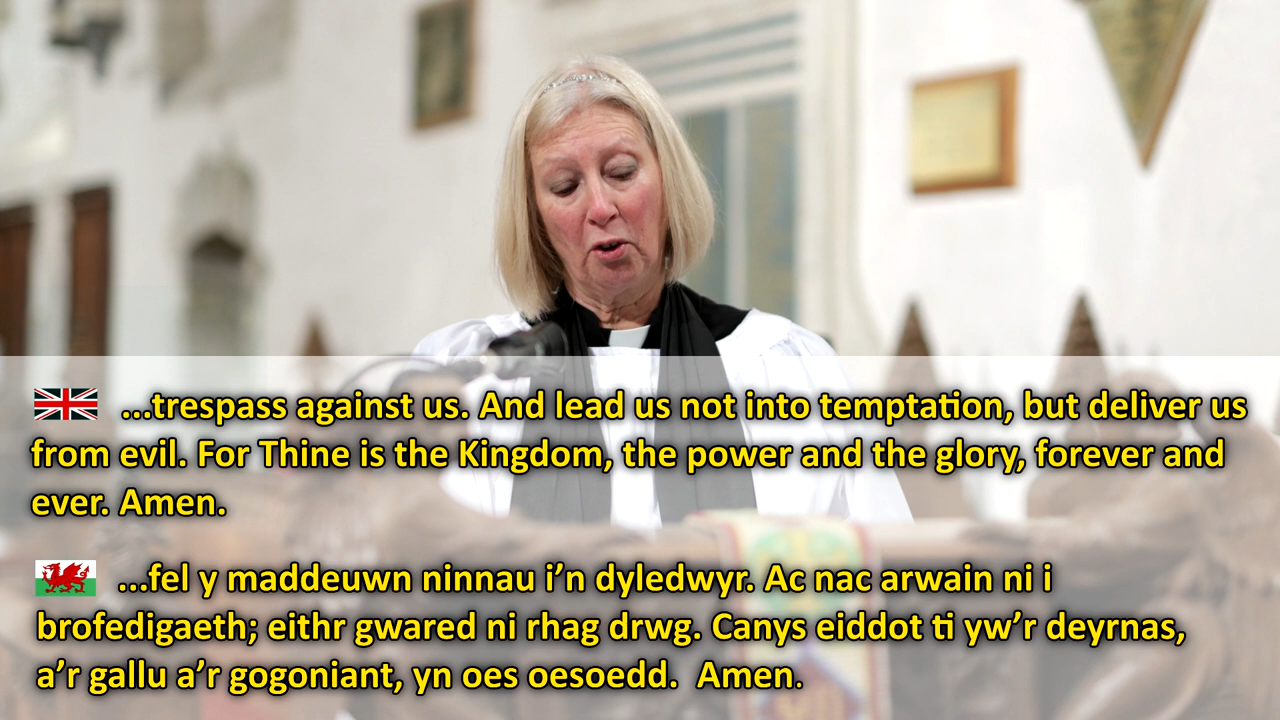 ...trespass against us. And lead us not into temptation, but deliver us
from evil. For Thine is the Kingdom, the power and the glory, forever and
ever. Amen.
...fel y maddeuwn ninnau i’n dyledwyr. Ac nac arwain ni i
brofedigaeth; eithr gwared ni rhag drwg. Canys eiddot ti yw’r deyrnas,
a’r gallu a’r gogoniant, yn oes oesoedd.  Amen.